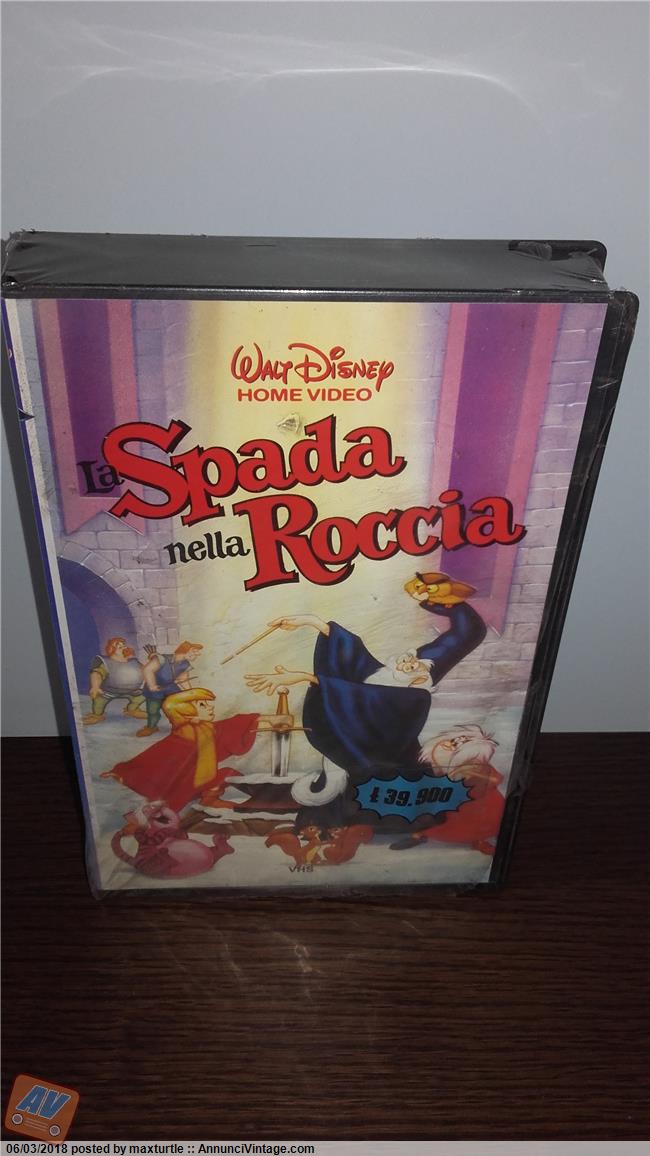 WALT DISNEY
HOME VIDEO
La Spada
nella Roccia
£ 39.900
VHS
AV
06/03/2018 posted by maxturtle :: AnnunciVintage.com